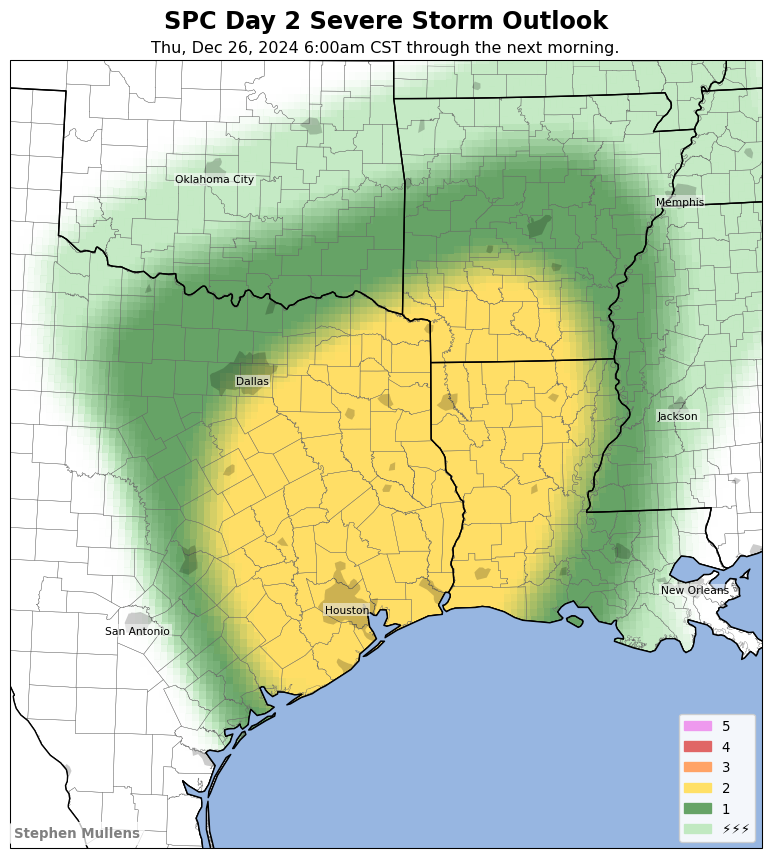 SPC Day 2 Severe Storm Outlook
Thu, Dec 26, 2024 6:00am CST through the next morning.
Oklahoma City
Memphis
Dallas
Jackson
New Orleans
Houston
San Antonio
5
4
3
2
1
⚡⚡⚡
Stephen Mullens